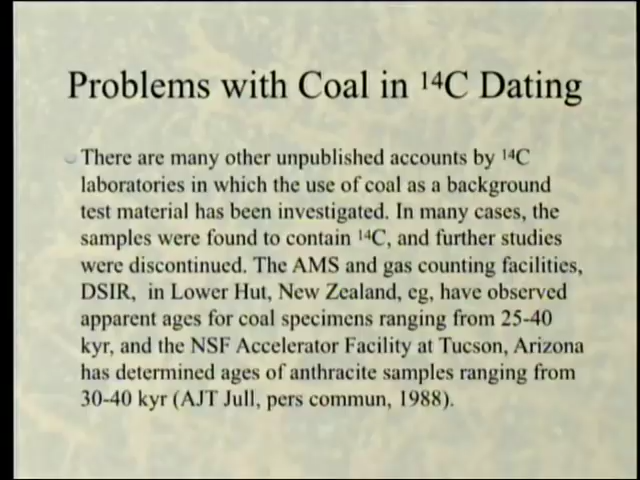 Problems with Coal in ¹⁴C Dating
There are many other unpublished accounts by ¹⁴C
laboratories in which the use of coal as a background
test material has been investigated. In many cases, the
samples were found to contain ¹⁴C, and further studies
were discontinued. The AMS and gas counting facilities,
DSIR, in Lower Hut, New Zealand, eg, have observed
apparent ages for coal specimens ranging from 25-40
kyr, and the NSF Accelerator Facility at Tucson, Arizona
has determined ages of anthracite samples ranging from
30-40 kyr (AJT Jull, pers commun, 1988).